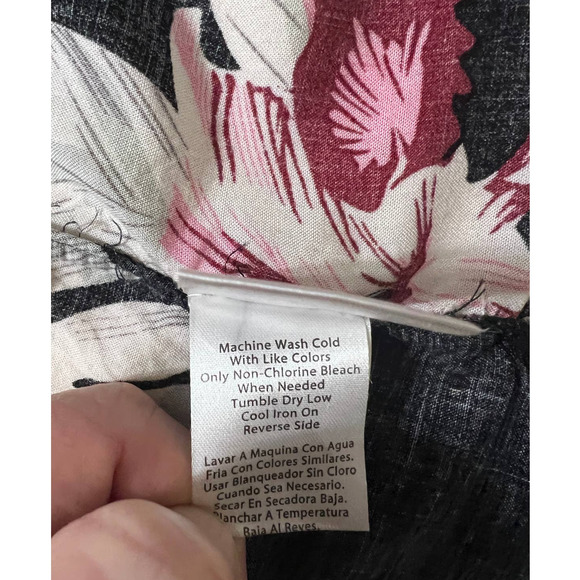 Machine Wash Cold
With Like Colors
Only Non-Chlorine Bleach
When Needed
Tumble Dry Low
Cool Iron On
Reverse Side
Lavar A Maquina Con Agua
Fria Con Colores Similares.
Usar Blanqueador Sin Cloro
Cuando Sea Necesario.
Secar En Secadora Baja.
Planchar A Temperatura
Baja Al Reves.